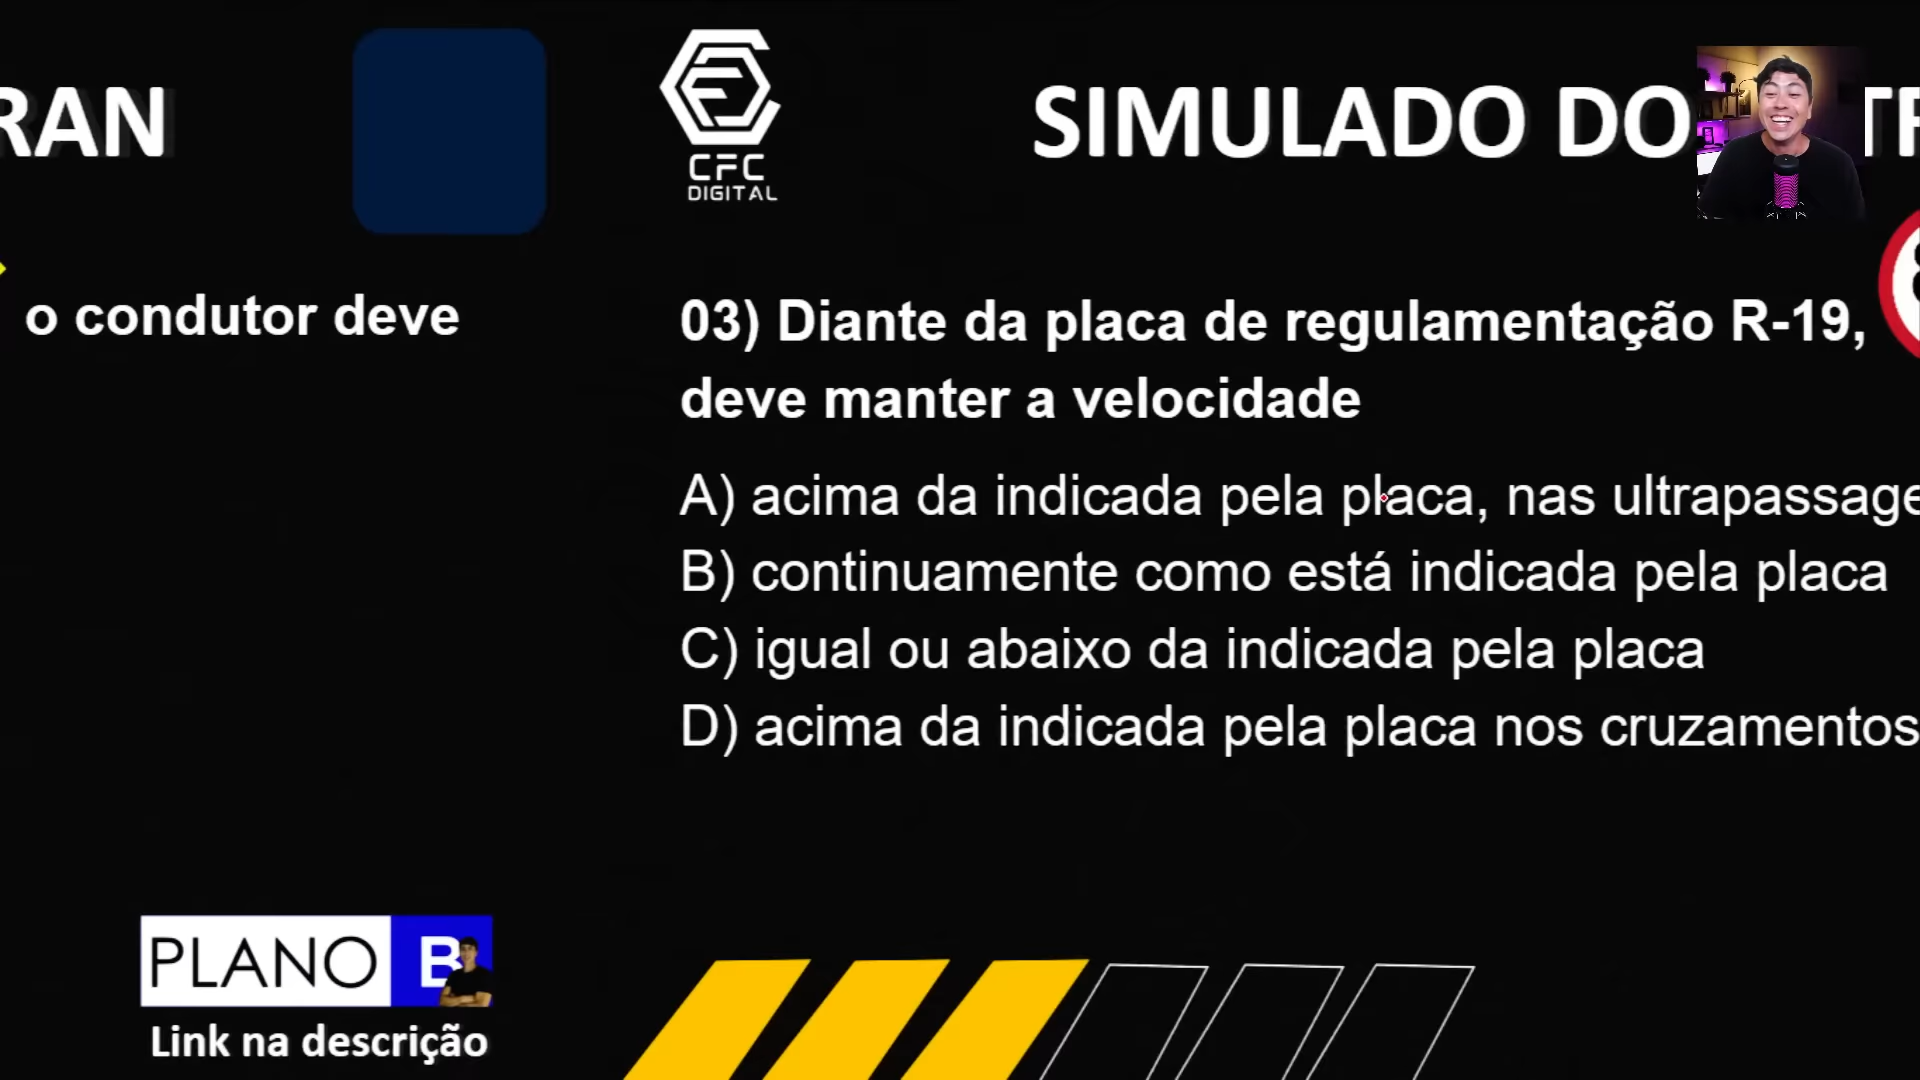 RAN
o condutor deve
CFC
DIGITAL
SIMULADO DO
03) Diante da placa de regulamentação R-19,
deve manter a velocidade
A) acima da indicada pela placa, nas ultrapassage
B) continuamente como está indicada pela placa
C) igual ou abaixo da indicada pela placa
D) acima da indicada pela placa nos cruzamentos
PLANO B
Link na descrição